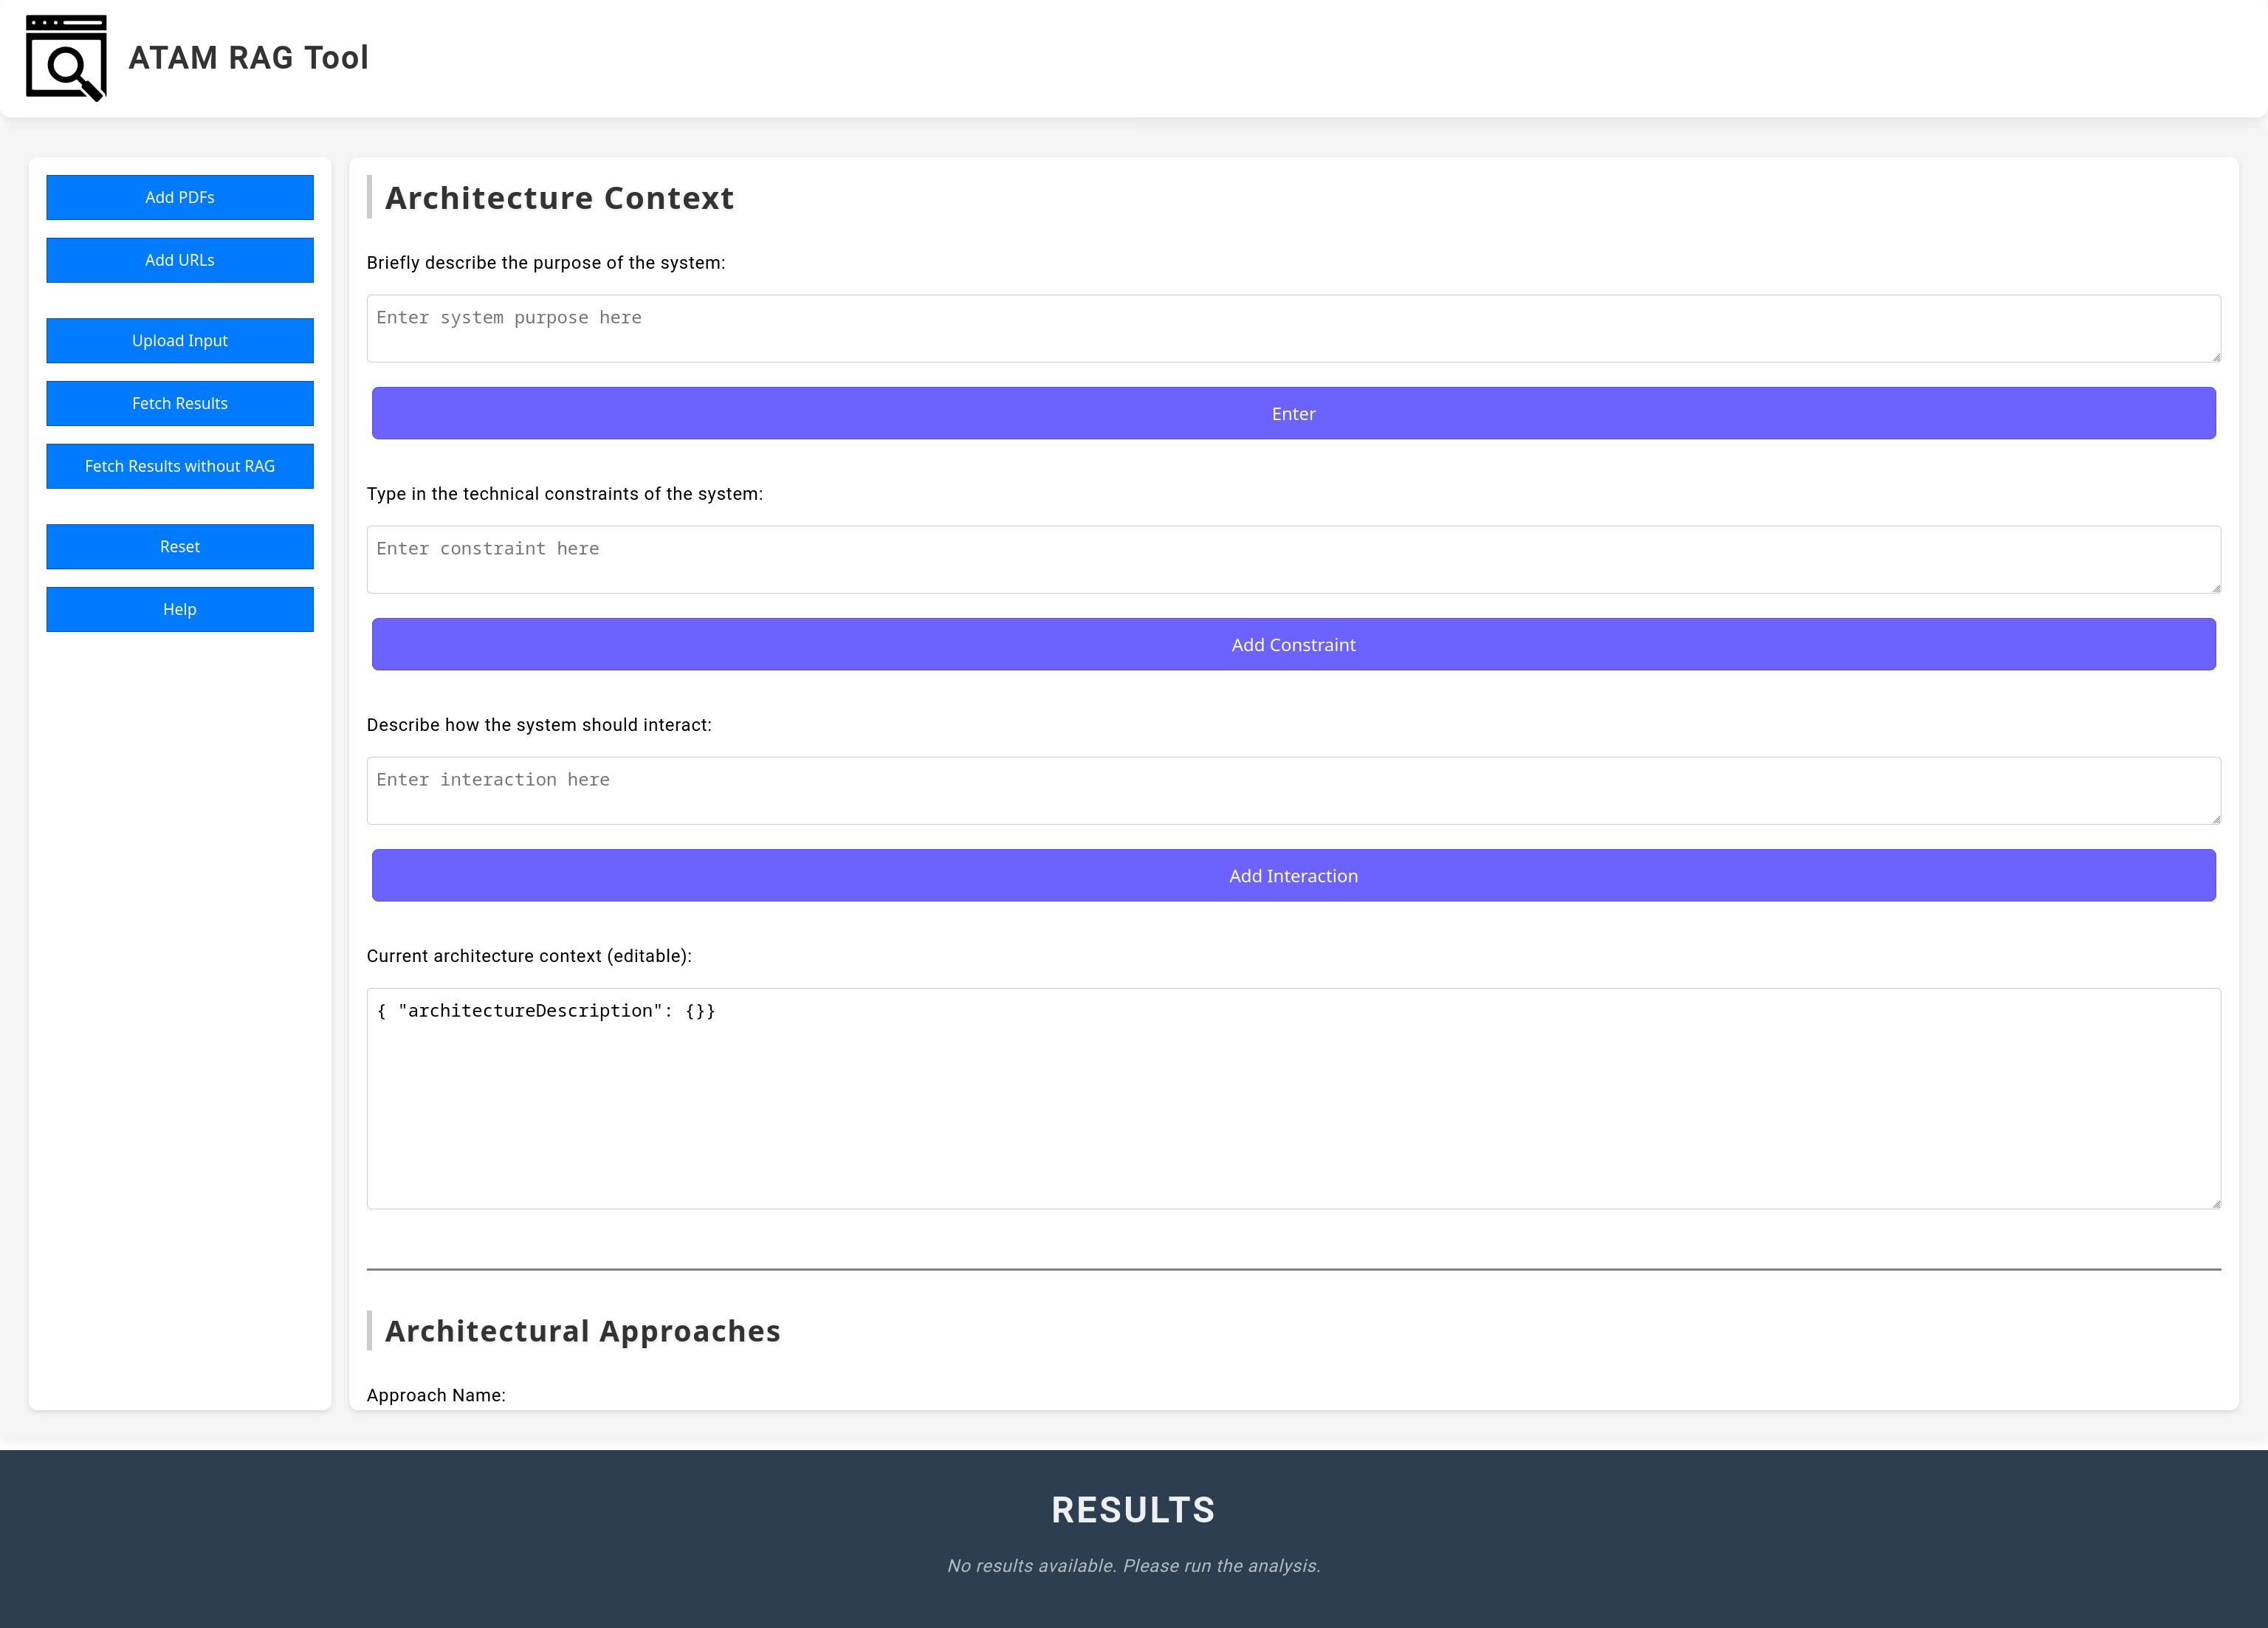 ATAM RAG Tool
Add PDFs
Add URLs
Upload Input
Fetch Results
Fetch Results without RAG
Reset
Help
Architecture Context
Briefly describe the purpose of the system:
Enter system purpose here
Enter
Type in the technical constraints of the system:
Enter constraint here
Add Constraint
Describe how the system should interact:
Enter interaction here
Add Interaction
Current architecture context (editable):
{ "architectureDescription": {}}
Architectural Approaches
Approach Name:
RESULTS
No results available. Please run the analysis.